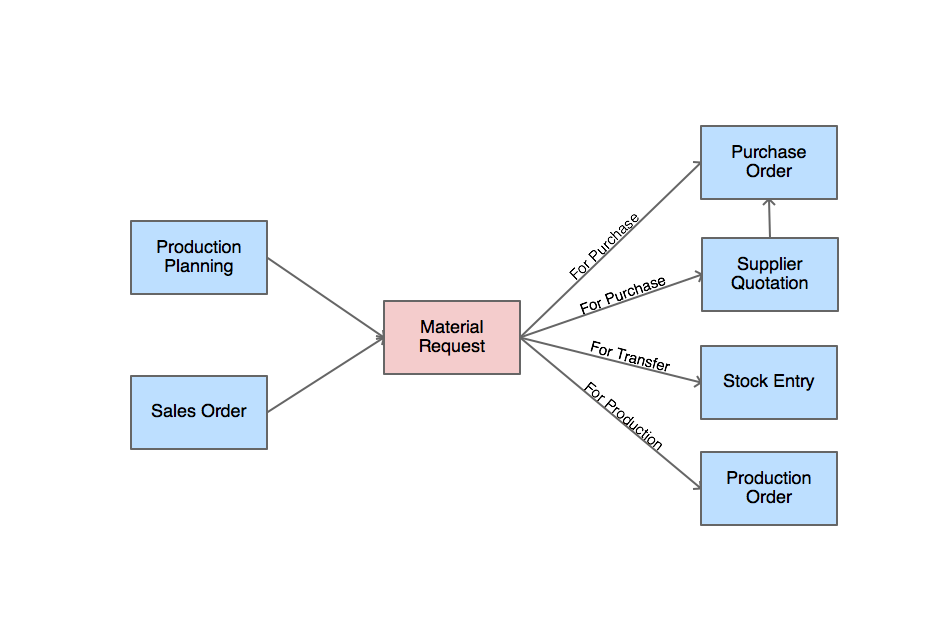 Purchase
Order
For Purchase
Production
Planning
Supplier
Quotation
For Purchase
Material
Request
For Transfer
Stock Entry
Sales Order
For Production
Production
Order